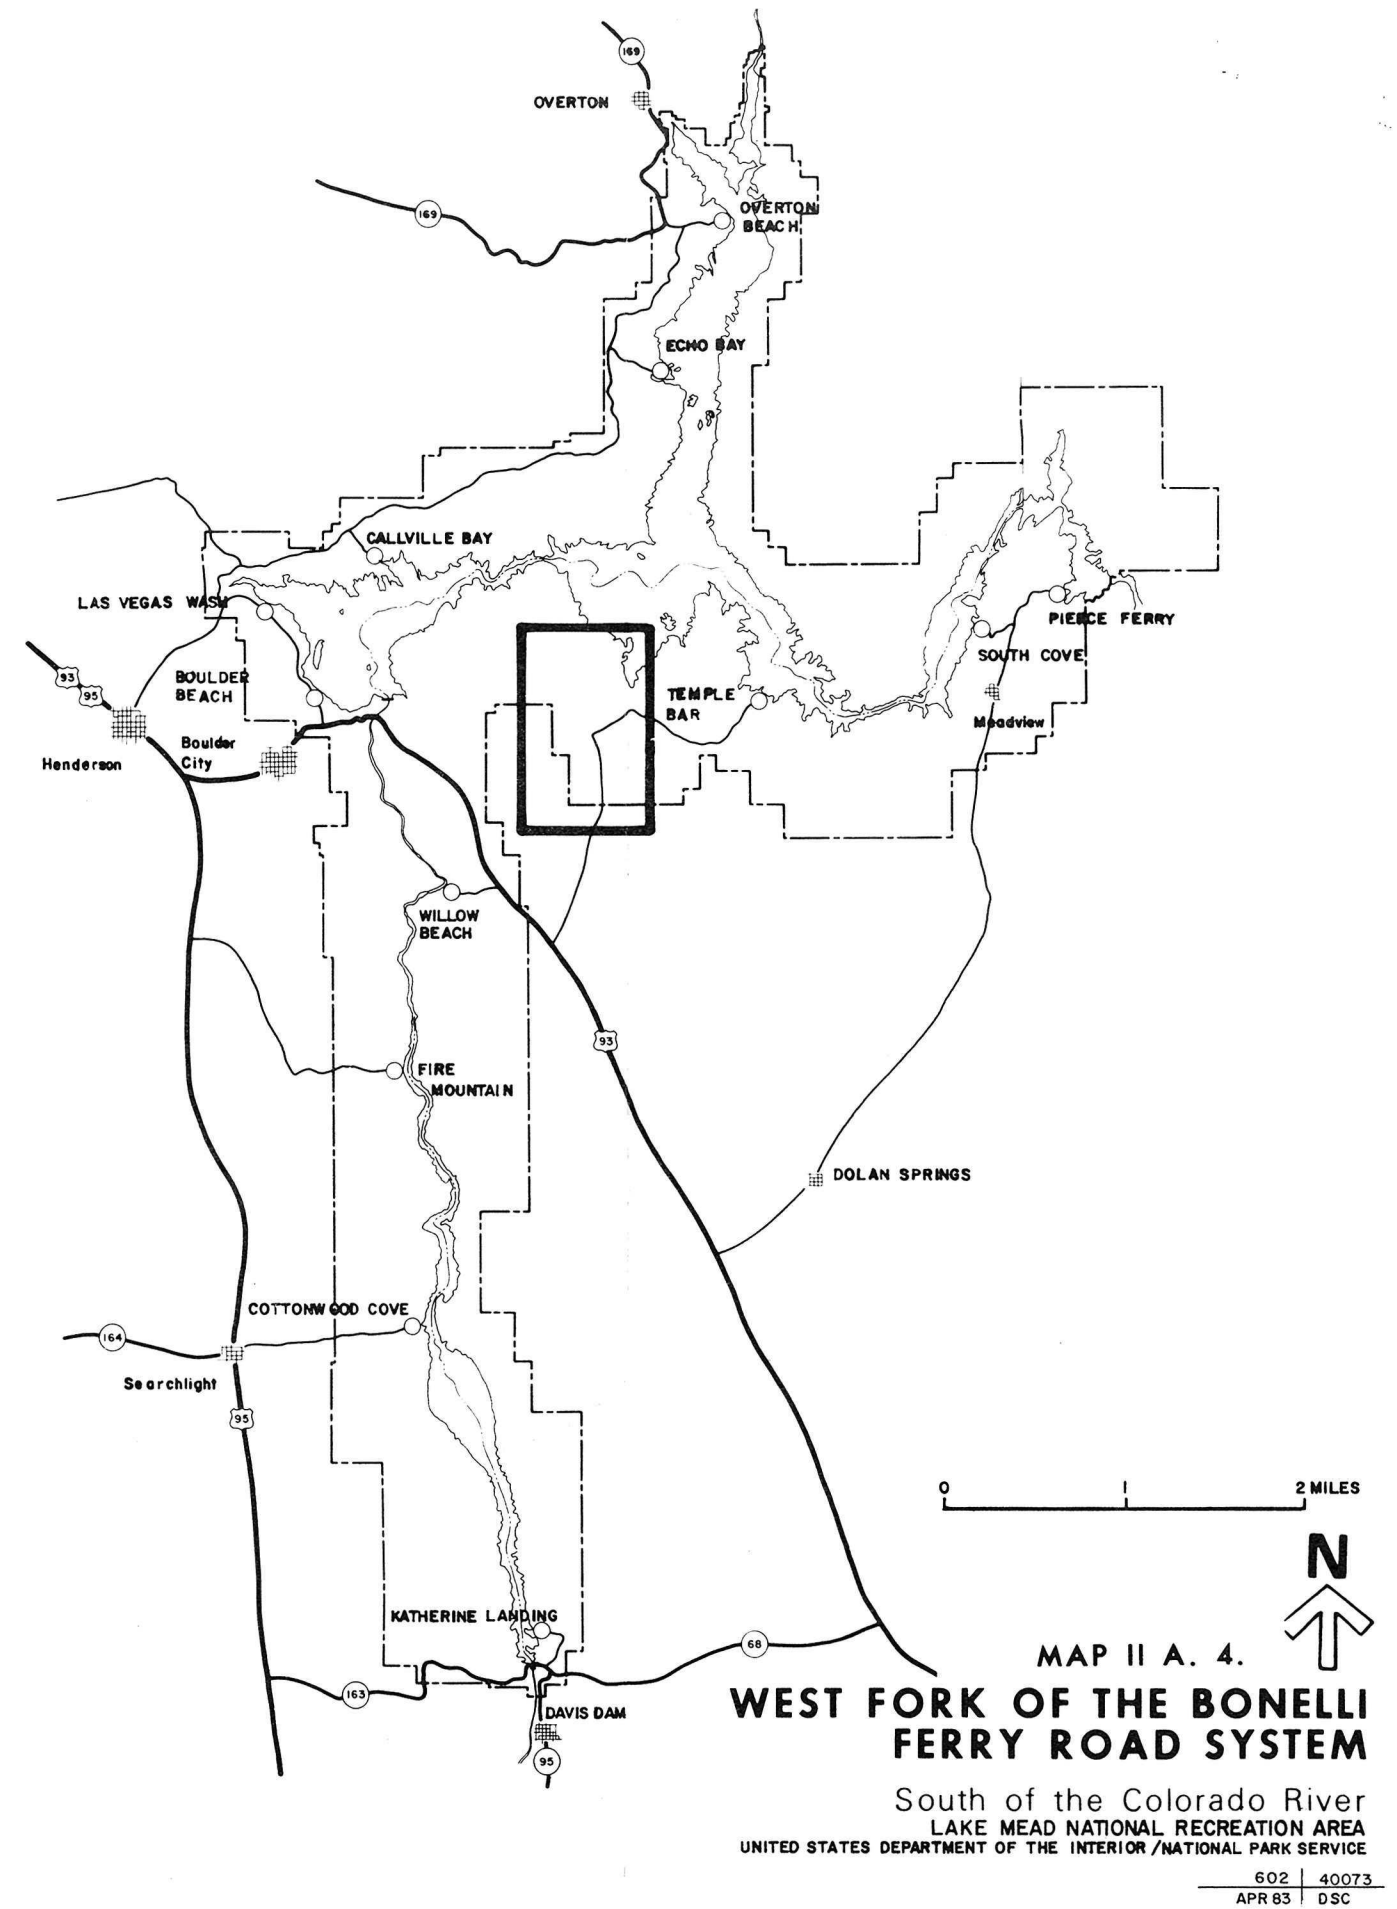 169
OVERTON
169
OVERTON
BEACH
ECHO BAY
CALLVILLE BAY
LAS VEGAS WASH
PIERCE FERRY
SOUTH COVE
93
95
BOULDER
BEACH
TEMPLE
BAR
Meadview
Henderson
Boulder
City
WILLOW
BEACH
93
FIRE
MOUNTAIN
DOLAN SPRINGS
COTTONWOOD COVE
164
Searchlight
95
0 1 2 MILES
N
KATHERINE LANDING
68
163
DAVIS DAM
95
MAP II A. 4.
WEST FORK OF THE BONELLI
FERRY ROAD SYSTEM
South of the Colorado River
LAKE MEAD NATIONAL RECREATION AREA
UNITED STATES DEPARTMENT OF THE INTERIOR/NATIONAL PARK SERVICE
602 40073
APR 83 DSC